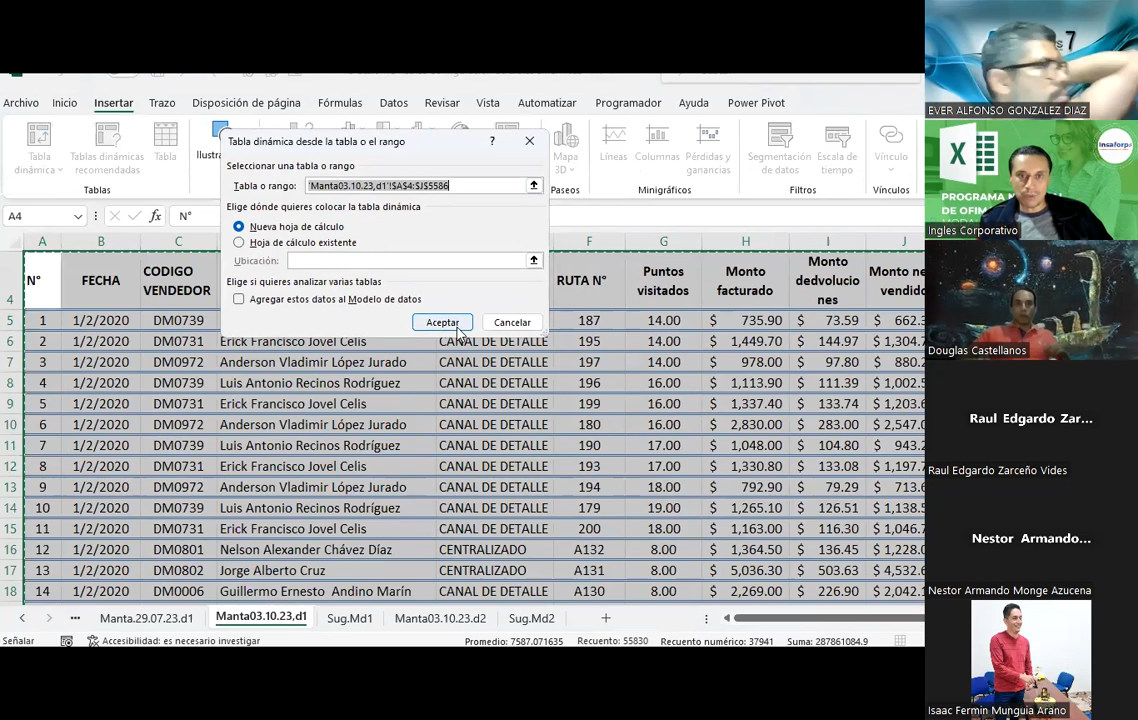 Archivo Inicio Insertar Trazo Disposición de página Fórmulas Datos Revisar Vista Automatizar Programador Ayuda Power Pivot
Tabla dinámica
Tablas dinámicas recomendadas
Tabla
Tablas
Ilustra
Mapa 3D
Paseos
Líneas Columnas Pérdidas y ganancias
Minigráficos
Segmentación de datos
Escala de tiempo
Filtros
Vínculo
Vínculos
Tabla dinámica desde la tabla o el rango
?
Seleccionar una tabla o rango
Tabla o rango: 'Manta03.10.23,d1'!$A$4:$J$5586
Elige dónde quieres colocar la tabla dinámica
Nueva hoja de cálculo
Hoja de cálculo existente
Ubicación:
Elige si quieres analizar varias tablas
Agregar estos datos al Modelo de datos
Aceptar Cancelar
A4 fx N°
A B C F G H I J
4 N° FECHA CODIGO VENDEDOR RUTA N° Puntos visitados Monto facturado Monto dedvoluciones Monto ne vendido
5 1 1/2/2020 DM0739 187 14.00 $ 735.90 $ 73.59 $ 662.3
6 2 1/2/2020 DM0731 Erick Francisco Jovel Celis CANAL DE DETALLE 195 14.00 $ 1,449.70 $ 144.97 $ 1,304.7
7 3 1/2/2020 DM0972 Anderson Vladimir López Jurado CANAL DE DETALLE 197 14.00 $ 978.00 $ 97.80 $ 880.2
8 4 1/2/2020 DM0739 Luis Antonio Recinos Rodríguez CANAL DE DETALLE 196 16.00 $ 1,113.90 $ 111.39 $ 1,002.5
9 5 1/2/2020 DM0731 Erick Francisco Jovel Celis CANAL DE DETALLE 199 16.00 $ 1,337.40 $ 133.74 $ 1,203.6
10 6 1/2/2020 DM0972 Anderson Vladimir López Jurado CANAL DE DETALLE 180 16.00 $ 2,830.00 $ 283.00 $ 2,547.0
11 7 1/2/2020 DM0739 Luis Antonio Recinos Rodríguez CANAL DE DETALLE 190 17.00 $ 1,048.00 $ 104.80 $ 943.2
12 8 1/2/2020 DM0731 Erick Francisco Jovel Celis CANAL DE DETALLE 193 17.00 $ 1,330.80 $ 133.08 $ 1,197.7
13 9 1/2/2020 DM0972 Anderson Vladimir López Jurado CANAL DE DETALLE 194 18.00 $ 792.90 $ 79.29 $ 713.6
14 10 1/2/2020 DM0739 Luis Antonio Recinos Rodríguez CANAL DE DETALLE 179 19.00 $ 1,265.10 $ 126.51 $ 1,138.5
15 11 1/2/2020 DM0731 Erick Francisco Jovel Celis CANAL DE DETALLE 200 18.00 $ 1,163.00 $ 116.30 $ 1,046.7
16 12 1/2/2020 DM0801 Nelson Alexander Chávez Díaz CENTRALIZADO A132 8.00 $ 1,364.50 $ 136.45 $ 1,228.0
17 13 1/2/2020 DM0802 Jorge Alberto Cruz CENTRALIZADO A131 8.00 $ 5,036.30 $ 503.63 $ 4,532.6
18 14 1/2/2020 DM0006 Guillermo Ernesto Andino Marín CENTRALIZADO A130 8.00 $ 2,269.00 $ 226.90 $ 2,042.1
Manta.29.07.23.d1 Manta03.10.23,d1 Sug.Md1 Manta03.10.23.d2 Sug.Md2
Señalar Accesibilidad: es necesario investigar Promedio: 7587.071635 Recuento: 55830 Recuento numérico: 37941 Suma: 287861084.9
7
EVER ALFONSO GONZALEZ DIAZ
X
insaforp
PROGRAMA
DE OFIM
HORA
Ingles Corporativo
Douglas Castellanos
Raul Edgardo Zar...
Raul Edgardo Zarceño Vides
Nestor Armando...
Nestor Armando Monge Azucena
Isaac Fermin Munguia Arano